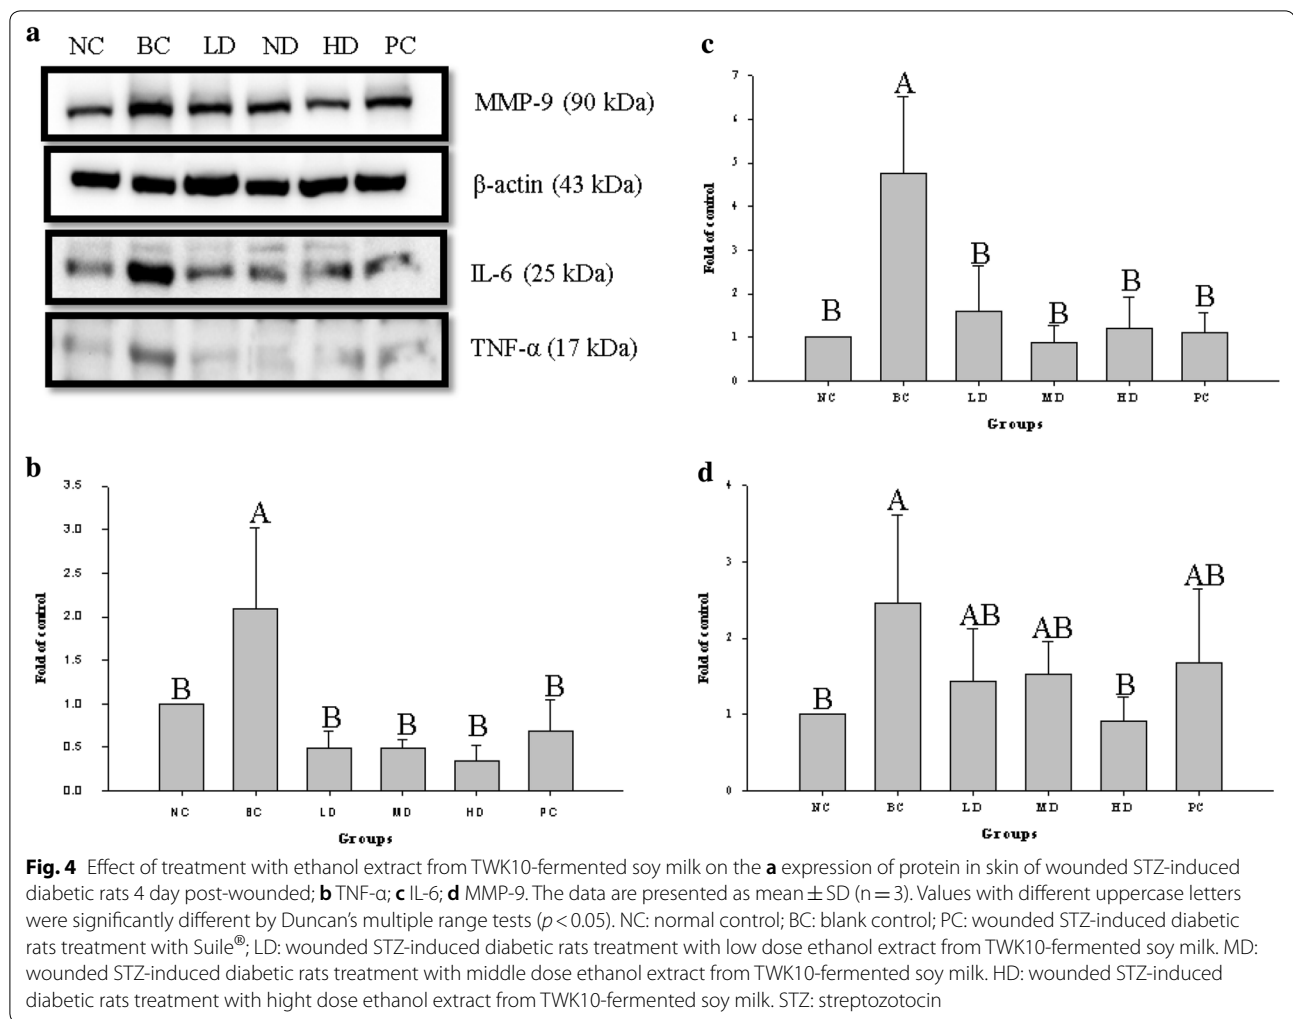 a
NC BC LD ND HD PC
MMP-9 (90 kDa)
β-actin (43 kDa)
IL-6 (25 kDa)
TNF-α (17 kDa)
b
3.5
3.0
2.5
2.0
1.5
1.0
0.5
0.0
Fold of control
B A B B B B
NC BC LD MD HD PC
Groups
c
7
6
5
4
3
2
1
0
Fold of control
B A B B B B
NC BC LD MD HD PC
Groups
d
4
3
2
1
0
Fold of control
B A AB AB B AB
NC BC LD MD HD PC
Groups
Fig. 4 Effect of treatment with ethanol extract from TWK10-fermented soy milk on the a expression of protein in skin of wounded STZ-induced
diabetic rats 4 day post-wounded; b TNF-α; c IL-6; d MMP-9. The data are presented as mean ± SD (n = 3). Values with different uppercase letters
were significantly different by Duncan's multiple range tests (p < 0.05). NC: normal control; BC: blank control; PC: wounded STZ-induced diabetic
rats treatment with Suile®; LD: wounded STZ-induced diabetic rats treatment with low dose ethanol extract from TWK10-fermented soy milk. MD:
wounded STZ-induced diabetic rats treatment with middle dose ethanol extract from TWK10-fermented soy milk. HD: wounded STZ-induced
diabetic rats treatment with hight dose ethanol extract from TWK10-fermented soy milk. STZ: streptozotocin